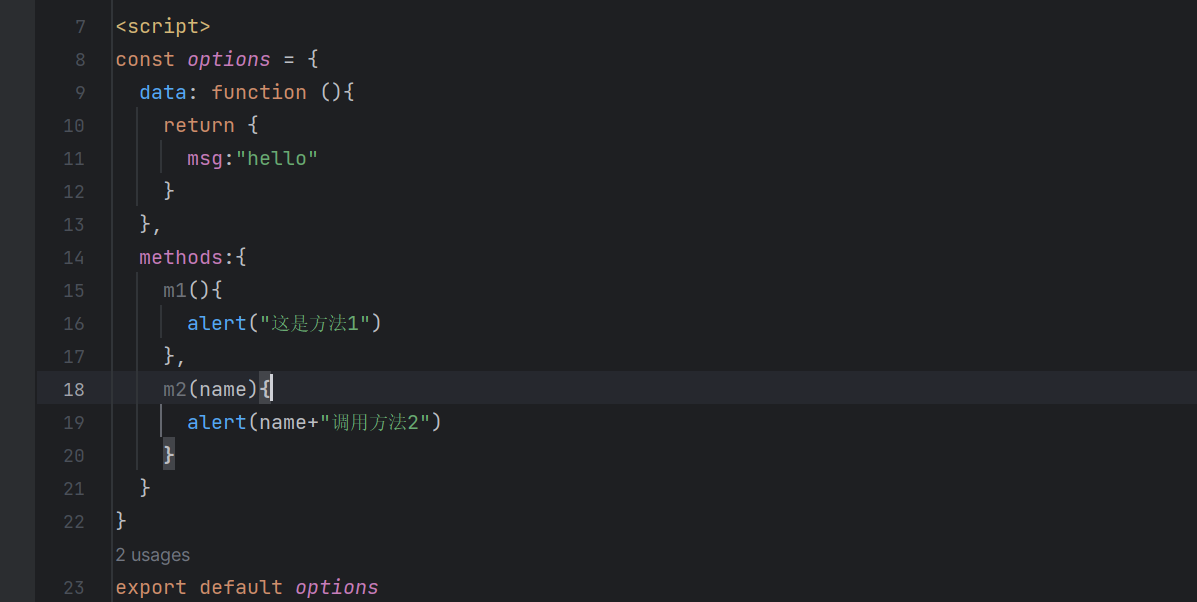 7 <script>
8 const options = {
9 data: function (){
10 return {
11 msg:"hello"
12 }
13 },
14 methods:{
15 m1(){
16 alert("这是方法1")
17 },
18 m2(name){
19 alert(name+"调用方法2")
20 }
21 }
22 }
2 usages
23 export default options